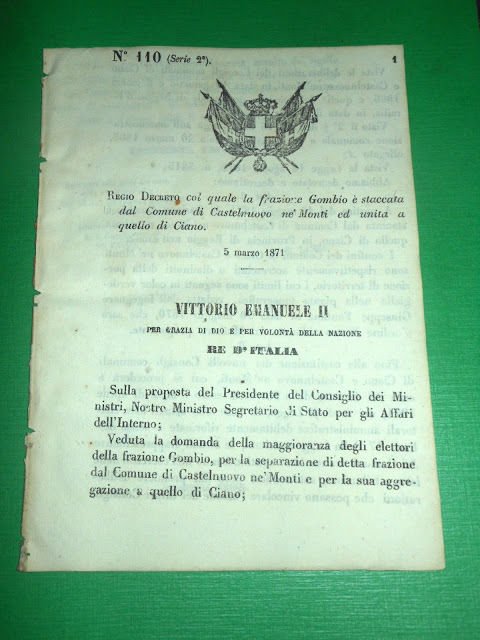 N° 110 (Serie 2ª).
1
REGIO DECRETO col quale la frazione Gombio è staccata
dal Comune di Castelnuovo ne' Monti ed unita a
quello di Ciano.
5 marzo 1871
VITTORIO EMANUELE II
PER GRAZIA DI DIO E PER VOLONTÀ DELLA NAZIONE
RE D'ITALIA
Sulla proposta del Presidente del Consiglio dei Mi-
nistri, Nostro Ministro Segretario di Stato per gli Affari
dell'Interno;
Veduta la domanda della maggioranza degli elettori
della frazione Gombio, per la separazione di detta frazione
dal Comune di Castelnuovo ne' Monti e per la sua aggre-
gazione a quello di Ciano;